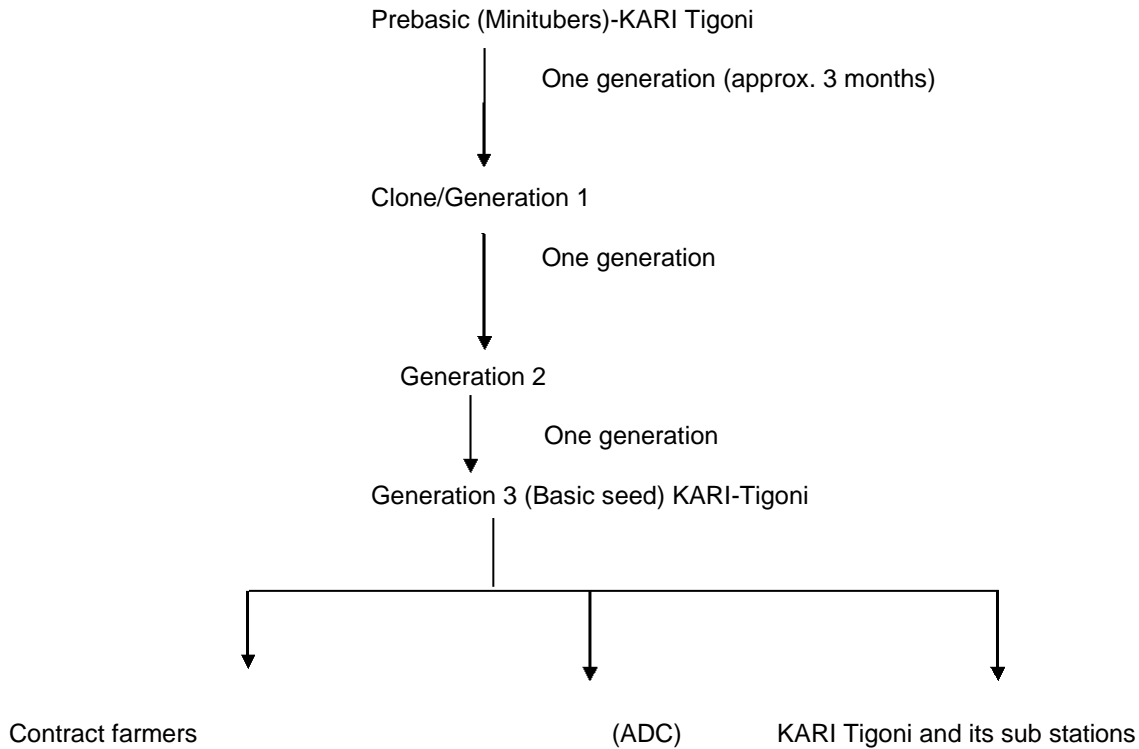 Prebasic (Minitubers)-KARI Tigoni
One generation (approx. 3 months)
Clone/Generation 1
One generation
Generation 2
One generation
Generation 3 (Basic seed) KARI-Tigoni
Contract farmers (ADC) KARI Tigoni and its sub stations